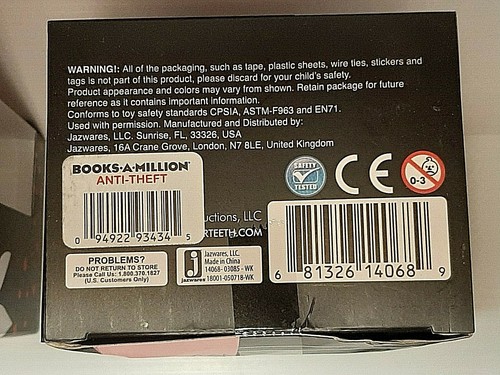 WARNING!: All of the packaging, such as tape, plastic sheets, wire ties, stickers and
tags is not part of this product, please discard for your child's safety.
Product appearance and colors may vary from shown. Retain package for future
reference as it contains important information.
Conforms to toy safety standards CPSIA, ASTM-F963 and EN71.
Used with permission. Manufactured and Distributed by:
Jazwares, LLC. Sunrise, FL, 33326, USA
Jazwares, 16A Crane Grove, London, N7 8LE, United Kingdom
BOOKS-A-MILLION
ANTI-THEFT
0 94922 93434 5
SAFETY
TESTED
CE
0-3
uctions, LLC
RTEETH.COM
PROBLEMS?
DO NOT RETURN TO STORE
Please Call Us: 1.800.370.1827
(U.S. Customers Only)
j
jazwares
Jazwares, LLC.
Made in China
14068- 03085 - WK
18001-050718-WK
6 81326 14068 9